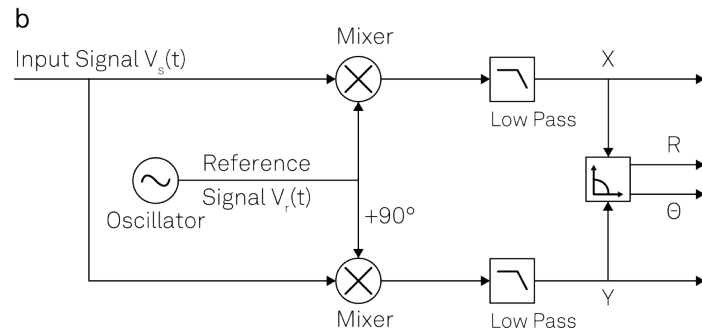 b
Mixer
Input Signal Vₛ(t)
X
Low Pass
Reference
R
Signal Vᵣ(t)
Θ
Oscillator
+90°
Y
Low Pass
Mixer